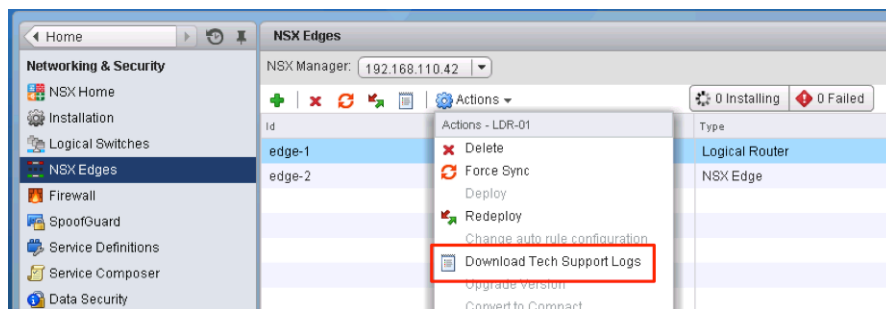 Home
NSX Edges
Networking & Security
NSX Manager: 192.168.110.42
NSX Home
Actions
0 Installing
0 Failed
Installation
Id
Actions - LDR-01
Type
Logical Switches
edge-1
Delete
Logical Router
NSX Edges
edge-2
Force Sync
NSX Edge
Firewall
Deploy
SpoofGuard
Redeploy
Change auto rule configuration
Service Definitions
Download Tech Support Logs
Service Composer
Upgrade Version
Data Security
Convert to Compact